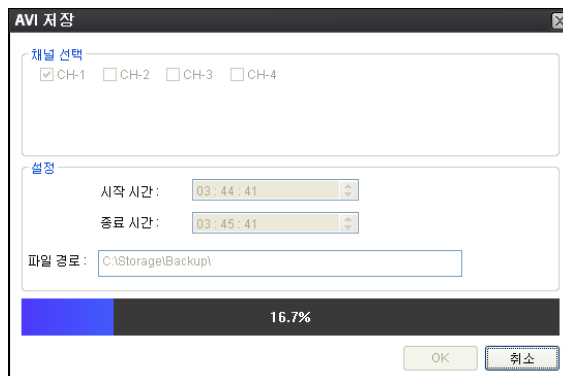 AVI 저장
채널 선택
CH-1 CH-2 CH-3 CH-4
설정
시작 시간 : 03 : 44 : 41
종료 시간 : 03 : 45 : 41
파일 경로 : C:\Storage\Backup\
16.7%
OK 취소